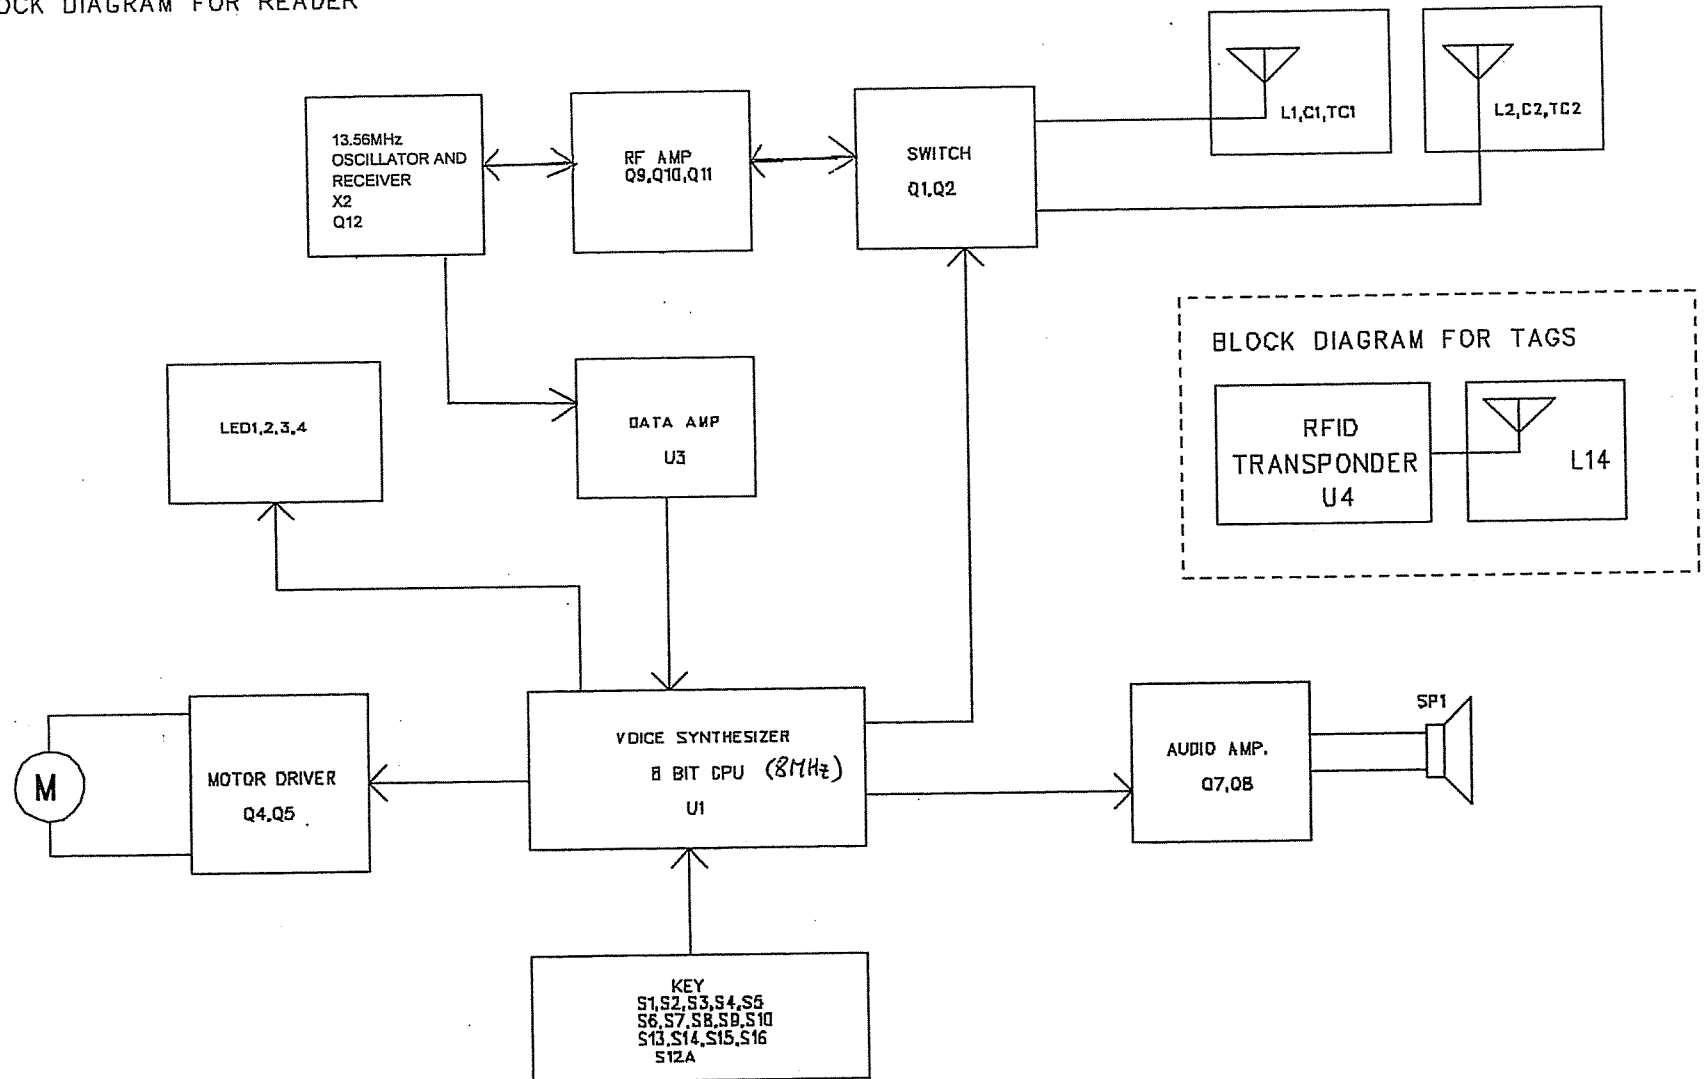 BLOCK DIAGRAM FOR READER
13.56MHz
OSCILLATOR AND
RECEIVER
X2
Q12
RF AMP
Q9,Q10,Q11
SWITCH
Q1,Q2
L1,C1,TC1
L2,C2,TC2
BLOCK DIAGRAM FOR TAGS
RFID
TRANSPONDER
U4
L14
LED1,2,3,4
DATA AMP
U3
M
MOTOR DRIVER
Q4,Q5
VOICE SYNTHESIZER
8 BIT CPU (8MHz)
U1
AUDIO AMP.
Q7,Q8
SP1
KEY
S1,S2,S3,S4,S5
S6,S7,S8,S9,S10
S13,S14,S15,S16
S12A